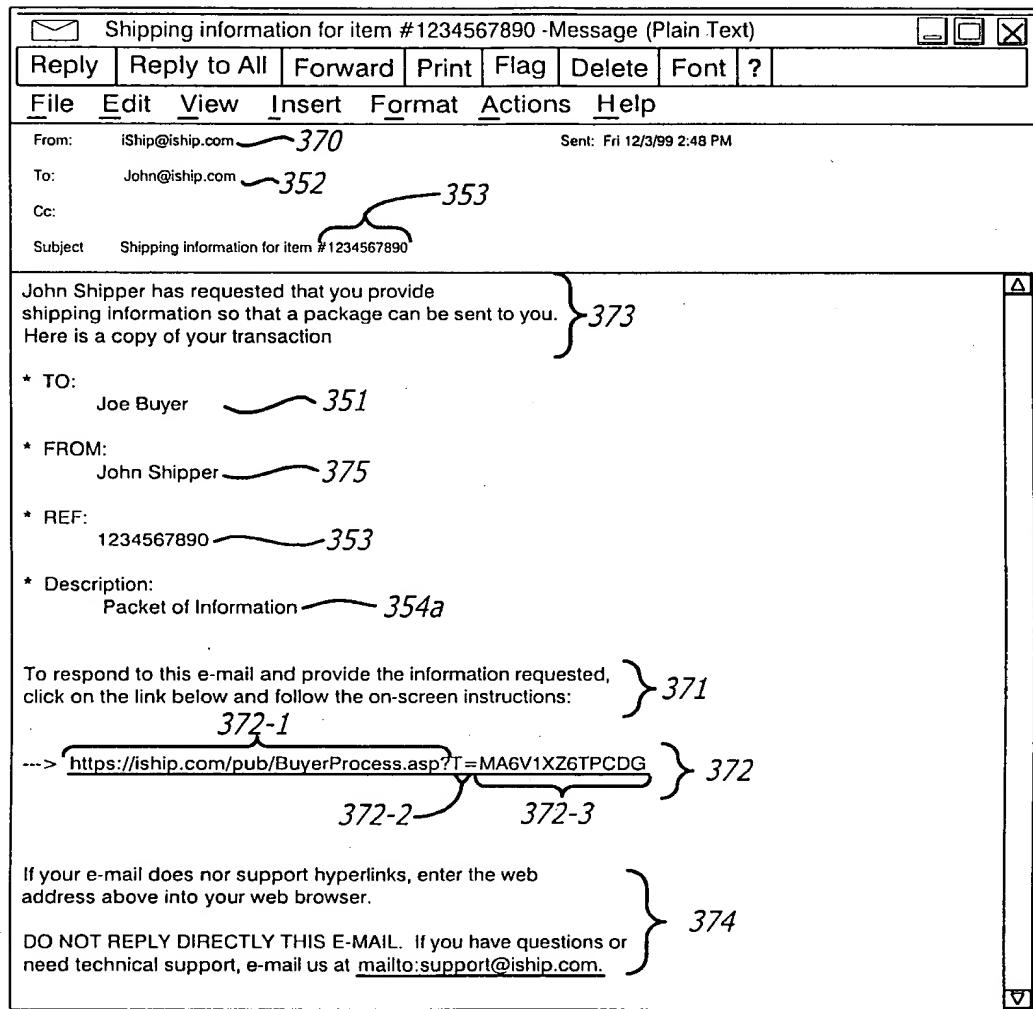 Shipping information for item #1234567890 -Message (Plain Text)
Reply Reply to All Forward Print Flag Delete Font ?
File Edit View Insert Format Actions Help
From: iShip@iship.com 370 Sent: Fri 12/3/99 2:48 PM
To: John@iship.com 352
353
Cc:
Subject Shipping information for item #1234567890
John Shipper has requested that you provide
shipping information so that a package can be sent to you. 373
Here is a copy of your transaction
* TO:
Joe Buyer 351
* FROM:
John Shipper 375
* REF:
1234567890 353
* Description:
Packet of Information 354a
To respond to this e-mail and provide the information requested,
click on the link below and follow the on-screen instructions: 371
372-1
---> https://iship.com/pub/BuyerProcess.asp?T=MA6V1XZ6TPCDG 372
372-2 372-3
If your e-mail does nor support hyperlinks, enter the web
address above into your web browser.
374
DO NOT REPLY DIRECTLY THIS E-MAIL. If you have questions or
need technical support, e-mail us at mailto:support@iship.com.